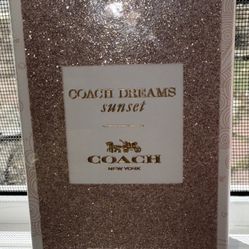 COACH DREAMS
sunset
COACH
NEW YORK